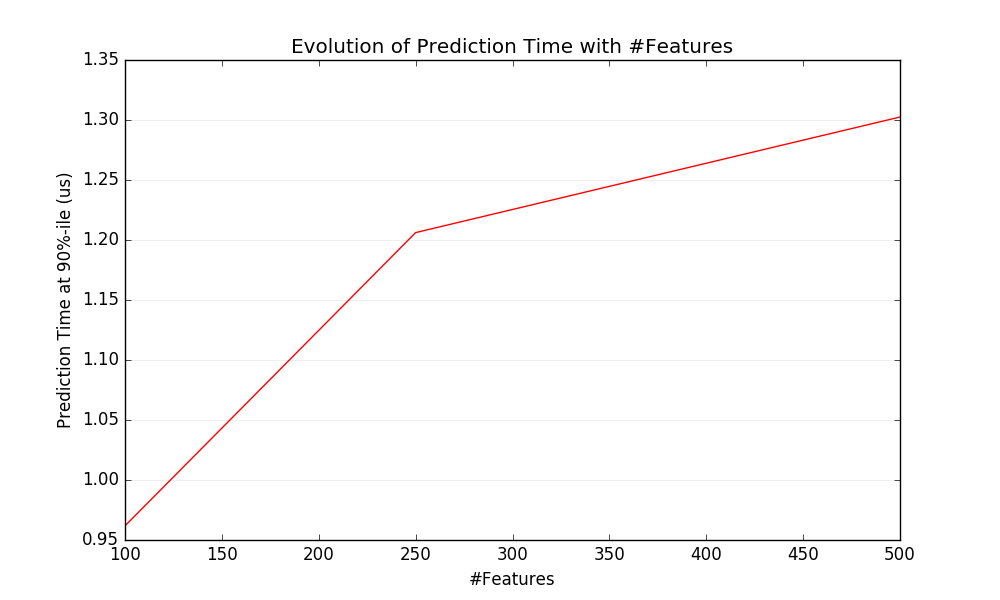 Evolution of Prediction Time with #Features
1.35
1.30
1.25
1.20
1.15
1.10
1.05
1.00
0.95
Prediction Time at 90%-ile (us)
100 150 200 250 300 350 400 450 500
#Features